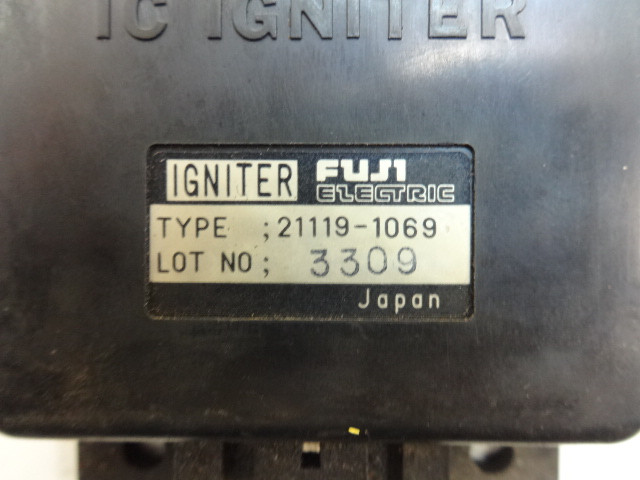 IC IGNITER
IGNITER FUJI ELECTRIC
TYPE ; 21119-1069
LOT NO ; 3309
Japan